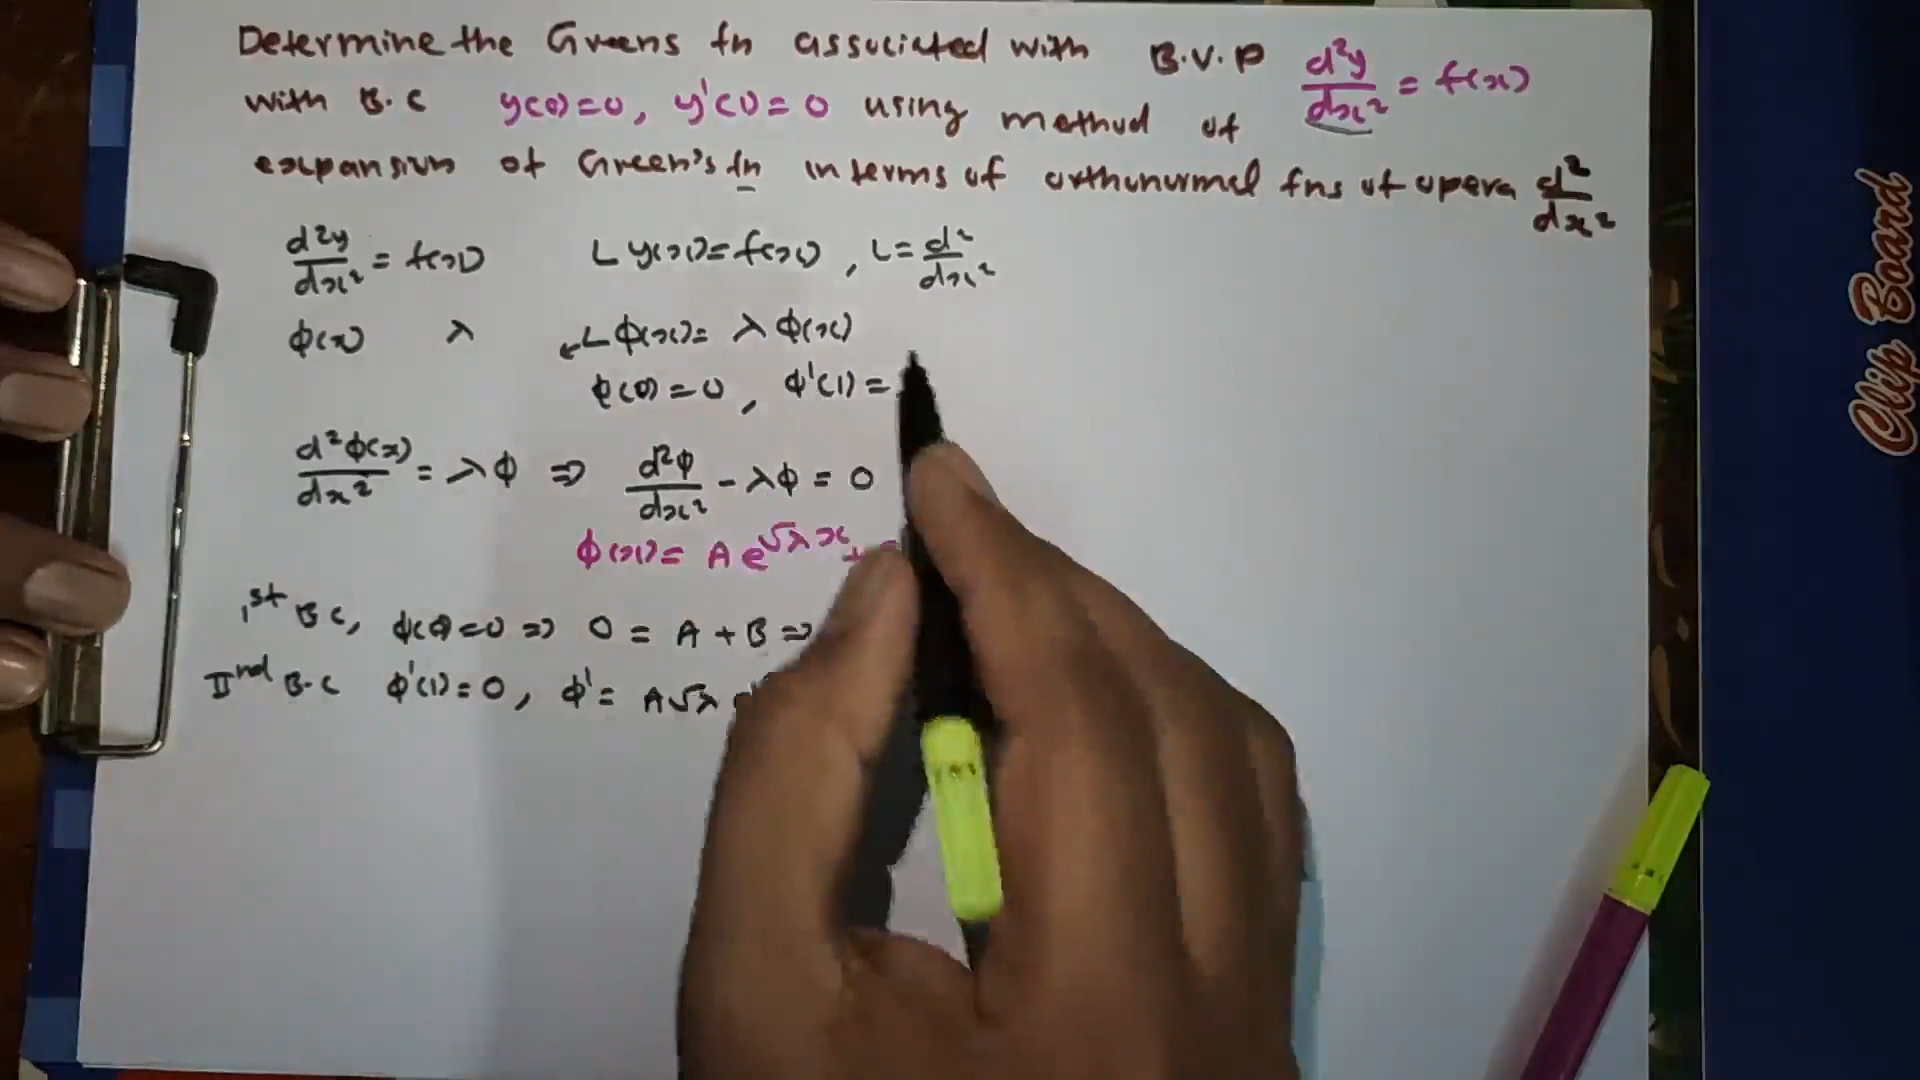 Determine the Greens fn associated with B.V.P d²y/dx² = f(x)
with B.C y(0)=0, y'(1)=0 using method of
expansion of Green's fn in terms of orthonormal fns of opera d²/dx²
d²y/dx² = f(x) L y(x)=f(x), L=d²/dx²
ϕ(x) λ Lϕ(x)= λ ϕ(x)
ϕ(0)=0, ϕ'(1)=
d²ϕ(x)/dx² = λϕ ⇒ d²ϕ/dx² - λϕ = 0
ϕ(x)= A e^√λ x +
1st B C, ϕ(0)=0 ⇒ 0 = A + B ⇒
IInd B.C ϕ'(1)=0, ϕ'= A√λ
Clip Board